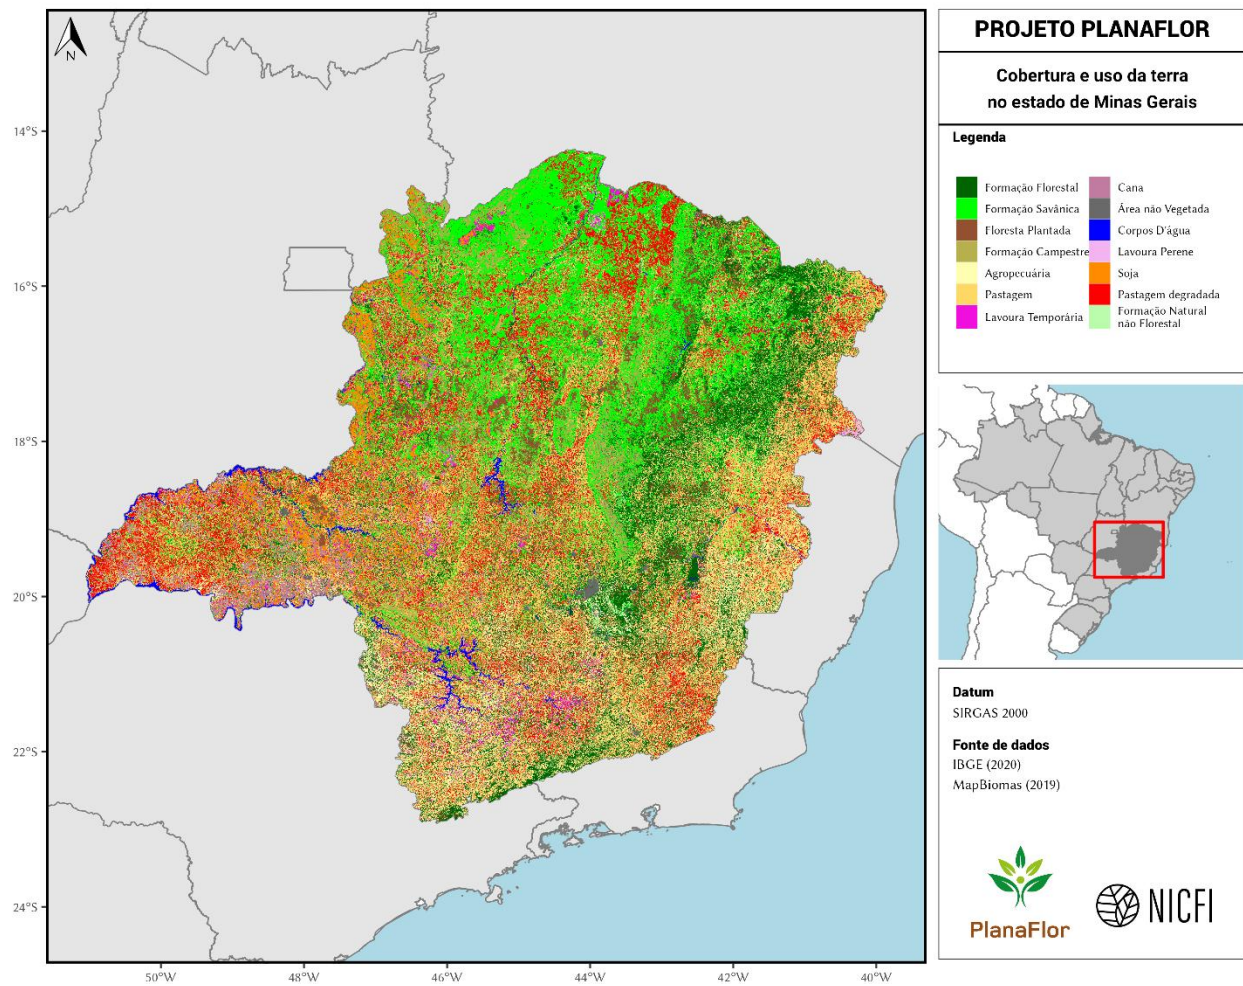 N
14°S
16°S
18°S
20°S
22°S
24°S
50°W
48°W
46°W
44°W
42°W
40°W
PROJETO PLANAFLOR
Cobertura e uso da terra
no estado de Minas Gerais
Legenda
Formação Florestal
Formação Savânica
Floresta Plantada
Formação Campestre
Agropecuária
Pastagem
Lavoura Temporária
Cana
Área não Vegetada
Corpos D'água
Lavoura Perene
Soja
Pastagem degradada
Formação Natural
não Florestal
Datum
SIRGAS 2000
Fonte de dados
IBGE (2020)
MapBiomas (2019)
PlanaFlor
NICFI